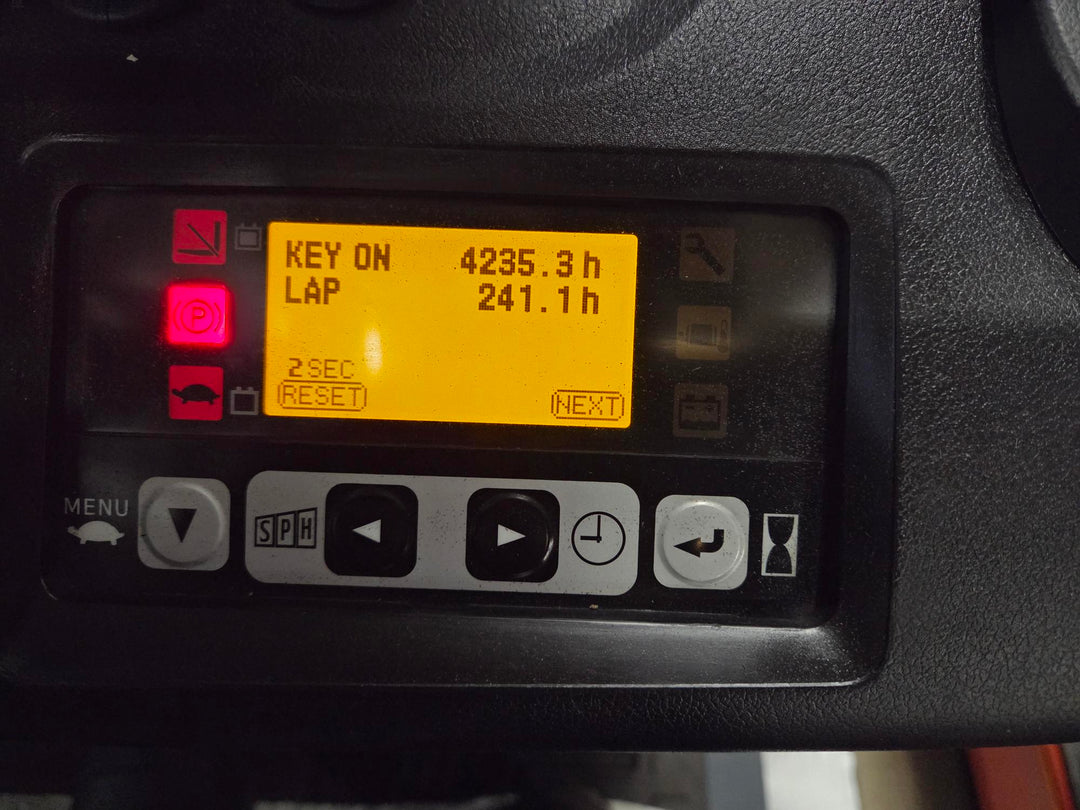 KEY ON 4235.3 h
LAP 241.1 h
2 SEC
RESET NEXT
P
MENU
SPH